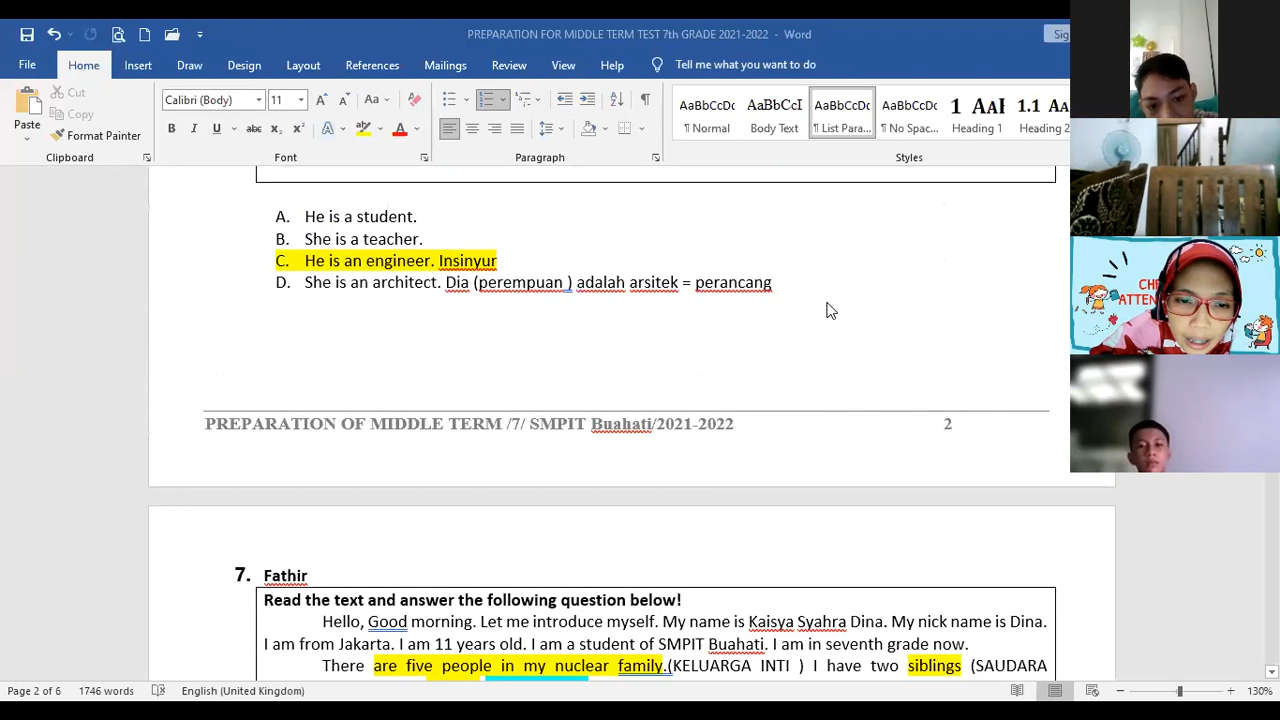 PREPARATION FOR MIDDLE TERM TEST 7th GRADE 2021-2022 - Word
File Home Insert Draw Design Layout References Mailings Review View Help Tell me what you want to do
Paste
Cut
Copy
Format Painter
Clipboard
Calibri (Body) 11
Font
Paragraph
AaBbCcDc AaBbCcI AaBbCcDc AaBbCcDc 1 AaB 1.1 AaB
¶ Normal Body Text ¶ List Para... ¶ No Spac... Heading 1 Heading 2
Styles
A. He is a student.
B. She is a teacher.
C. He is an engineer. Insinyur
D. She is an architect. Dia (perempuan ) adalah arsitek = perancang
PREPARATION OF MIDDLE TERM /7/ SMPIT Buahati/2021-2022 2
7. Fathir
Read the text and answer the following question below!
Hello, Good morning. Let me introduce myself. My name is Kaisya Syahra Dina. My nick name is Dina.
I am from Jakarta. I am 11 years old. I am a student of SMPIT Buahati. I am in seventh grade now.
There are five people in my nuclear family.(KELUARGA INTI ) I have two siblings (SAUDARA
Page 2 of 6 1746 words English (United Kingdom) 130%